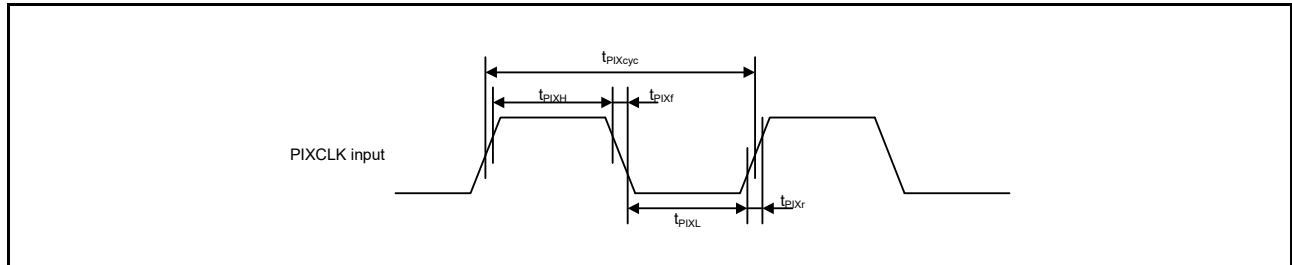 tPIXcyc
tPIXH
tPIXf
PIXCLK input
tPIXL
tPIXr